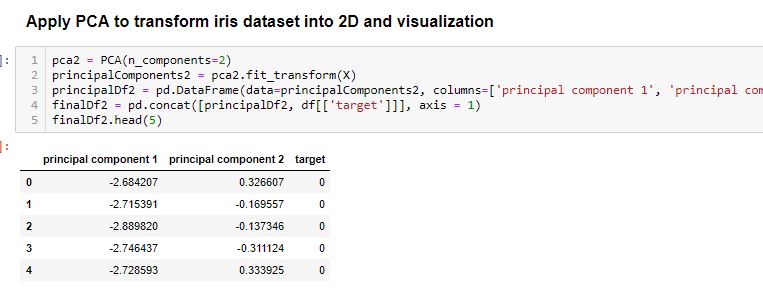 Apply PCA to transform iris dataset into 2D and visualization
]:
1 pca2 = PCA(n_components=2)
2 principalComponents2 = pca2.fit_transform(X)
3 principalDf2 = pd.DataFrame(data=principalComponents2, columns=['principal component 1', 'principal com
4 finalDf2 = pd.concat([principalDf2, df[['target']]], axis = 1)
5 finalDf2.head(5)
]:
principal component 1 principal component 2 target
0 -2.684207 0.326607 0
1 -2.715391 -0.169557 0
2 -2.889820 -0.137346 0
3 -2.746437 -0.311124 0
4 -2.728593 0.333925 0